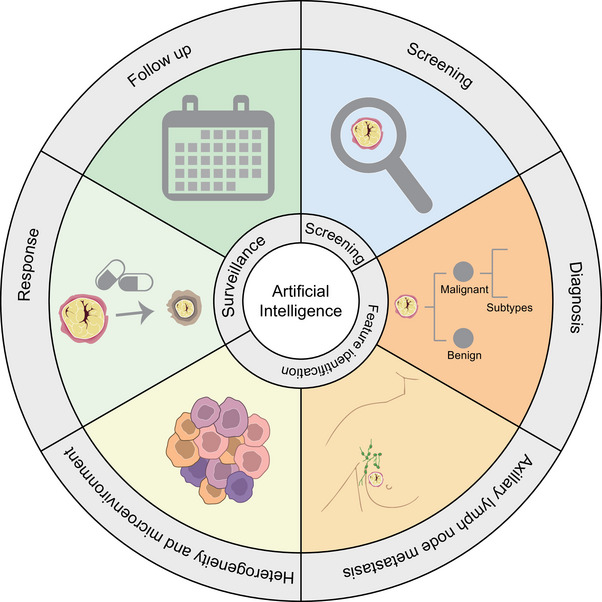 Follow up
Screening
Response
Diagnosis
Heterogeneity and microenvironment
Axillary lymph node metastasis
Surveillance
Screening
Feature identification
Artificial
Intelligence
Malignant
Subtypes
Benign